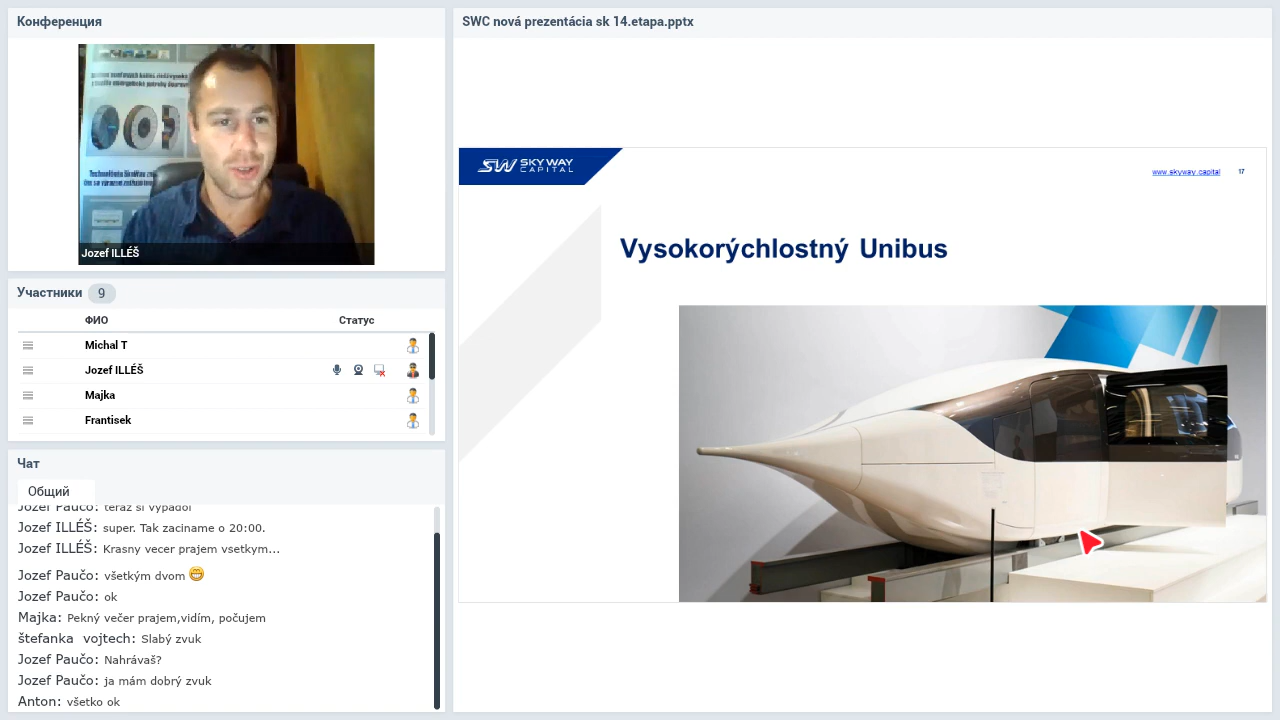 Конференция
Jozef ILLÉŠ
Участники 9
ФИО Статус
Michal T
Jozef ILLÉŠ
Majka
Frantisek
Чат
Общий
Jozef Paučo: teraz si vypadol
Jozef ILLÉŠ: super. Tak zaciname o 20:00.
Jozef ILLÉŠ: Krasny vecer prajem vsetkym...
Jozef Paučo: všetkým dvom
Jozef Paučo: ok
Majka: Pekný večer prajem,vidím, počujem
štefanka vojtech: Slabý zvuk
Jozef Paučo: Nahrávaš?
Jozef Paučo: ja mám dobrý zvuk
Anton: všetko ok
SWC nová prezentácia sk 14.etapa.pptx
SW SKY WAY
CAPITAL
www.skyway.capital 17
Vysokorýchlostný Unibus